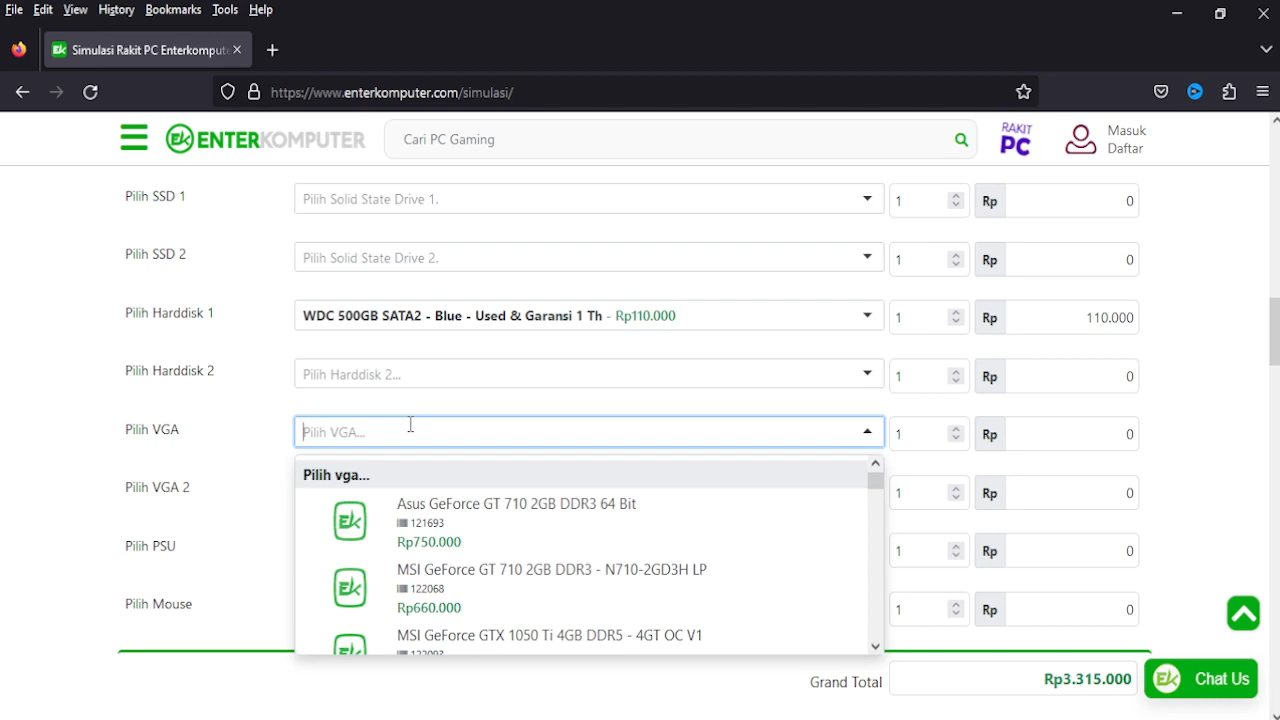 File Edit View History Bookmarks Tools Help
Simulasi Rakit PC Enterkompute
https://www.enterkomputer.com/simulasi/
EK ENTERKOMPUTER
Cari PC Gaming
RAKIT
PC
Masuk
Daftar
Pilih SSD 1
Pilih Solid State Drive 1.
1
Rp
0
Pilih SSD 2
Pilih Solid State Drive 2.
1
Rp
0
Pilih Harddisk 1
WDC 500GB SATA2 - Blue - Used & Garansi 1 Th - Rp110.000
1
Rp
110.000
Pilih Harddisk 2
Pilih Harddisk 2...
1
Rp
0
Pilih VGA
Pilih VGA...
1
Rp
0
Pilih vga...
Pilih VGA 2
1
Rp
0
Asus GeForce GT 710 2GB DDR3 64 Bit
121693
Rp750.000
Pilih PSU
1
Rp
0
MSI GeForce GT 710 2GB DDR3 - N710-2GD3H LP
122068
Rp660.000
Pilih Mouse
1
Rp
0
MSI GeForce GTX 1050 Ti 4GB DDR5 - 4GT OC V1
Grand Total
Rp3.315.000
EK Chat Us